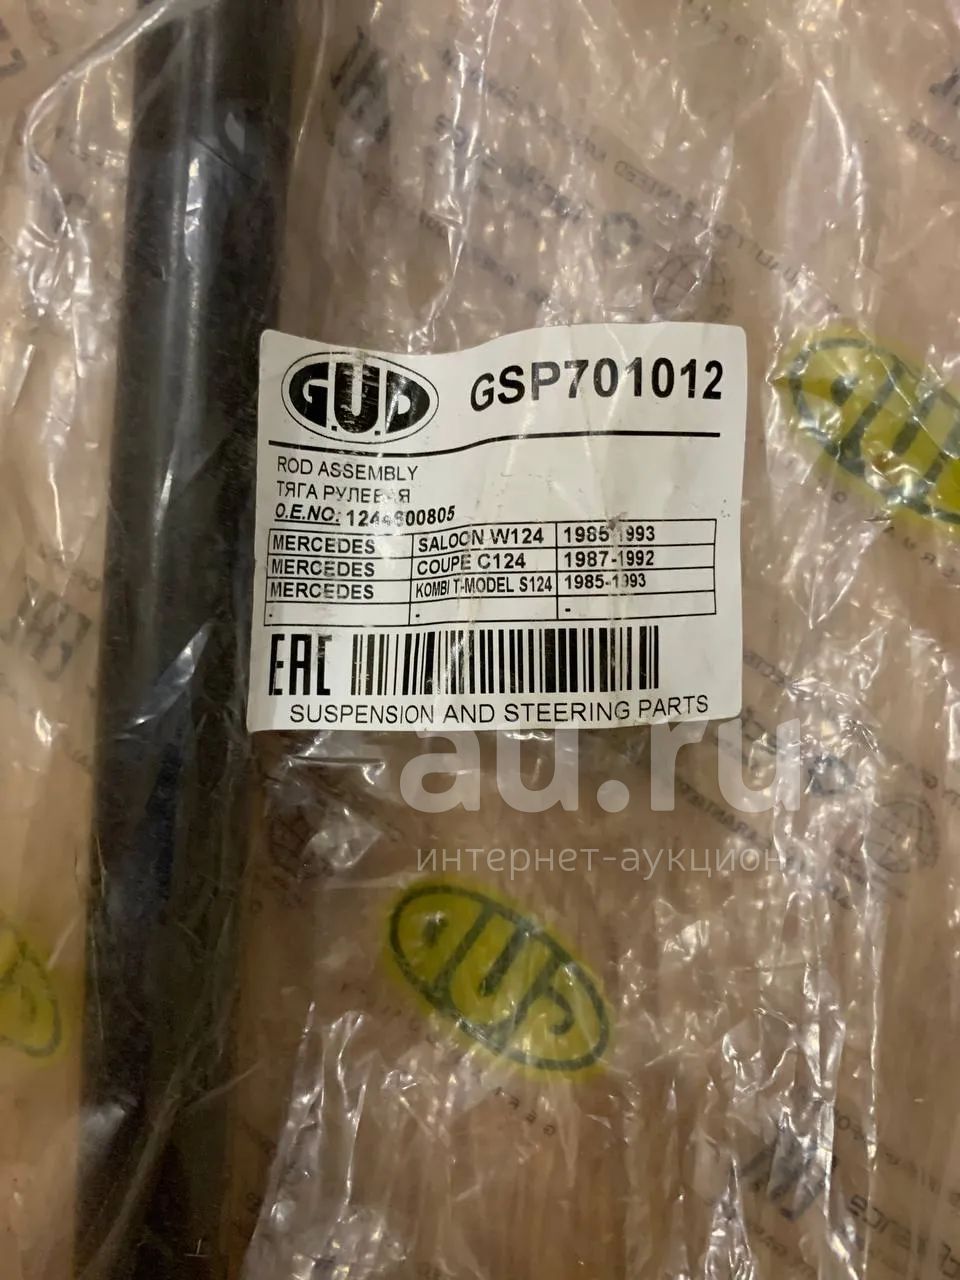 G.U.D
GSP701012
ROD ASSEMBLY
ТЯГА РУЛЕВАЯ
O.E.NO: 1244600805
MERCEDES SALOON W124 1985-1993
MERCEDES COUPE C124 1987-1992
MERCEDES KOMBI T-MODEL S124 1985-1993
- - -
EAC
SUSPENSION AND STEERING PARTS
au.ru
интернет-аукцион